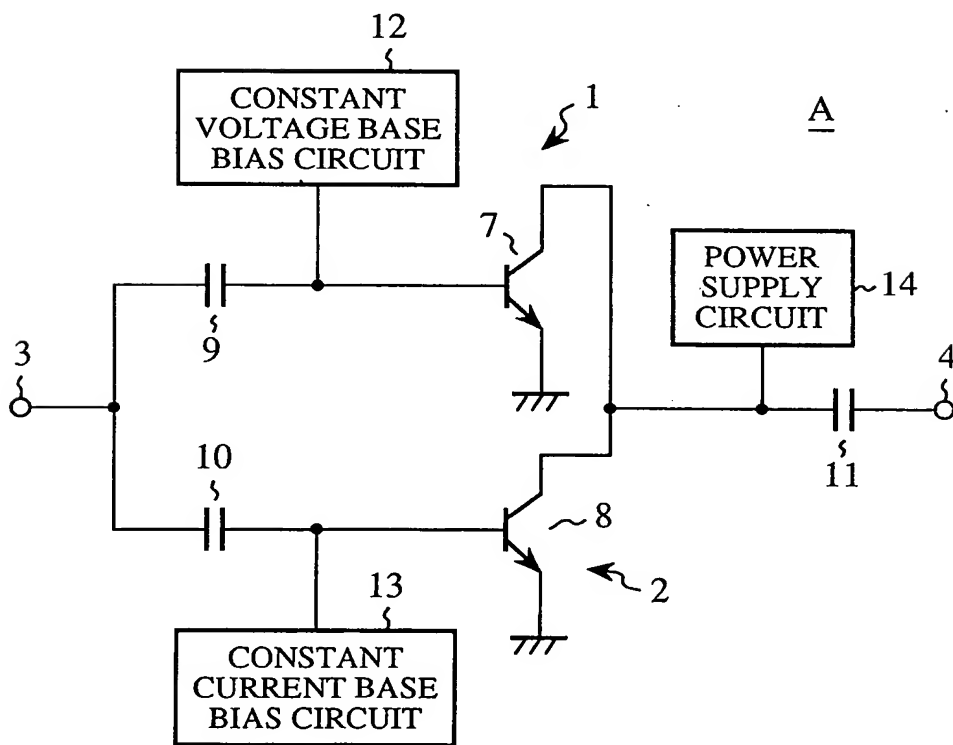 12
CONSTANT
VOLTAGE BASE
BIAS CIRCUIT
1
A
7
POWER
SUPPLY
CIRCUIT
14
9
3
4
10
11
8
2
13
CONSTANT
CURRENT BASE
BIAS CIRCUIT